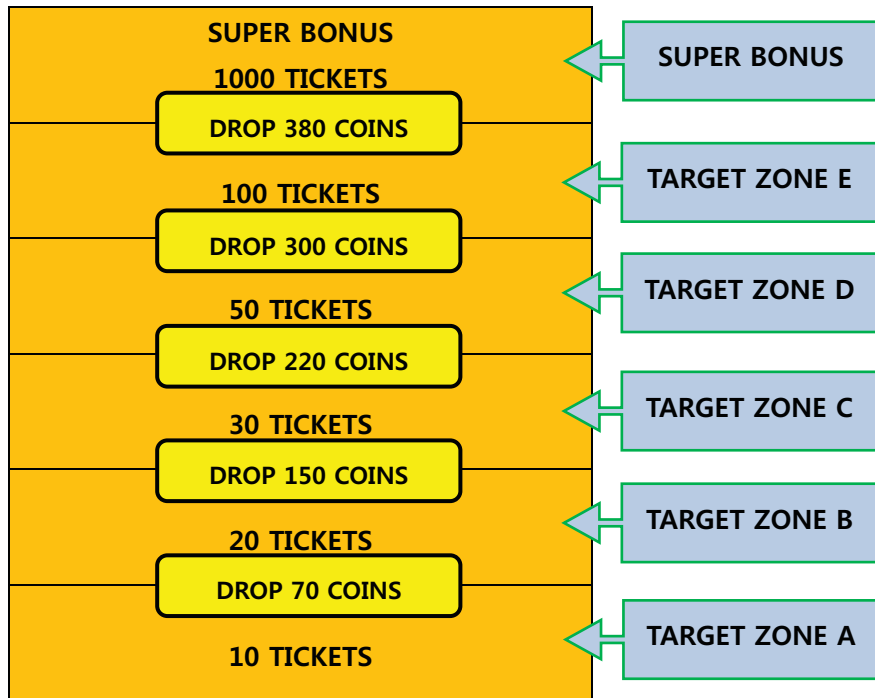 SUPER BONUS
1000 TICKETS
SUPER BONUS
DROP 380 COINS
100 TICKETS
TARGET ZONE E
DROP 300 COINS
50 TICKETS
TARGET ZONE D
DROP 220 COINS
30 TICKETS
TARGET ZONE C
DROP 150 COINS
20 TICKETS
TARGET ZONE B
DROP 70 COINS
10 TICKETS
TARGET ZONE A